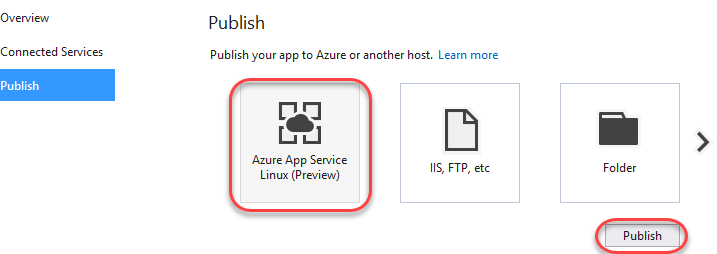 Overview
Connected Services
Publish
Publish
Publish your app to Azure or another host. Learn more
Azure App Service
Linux (Preview)
IIS, FTP, etc
Folder
Publish